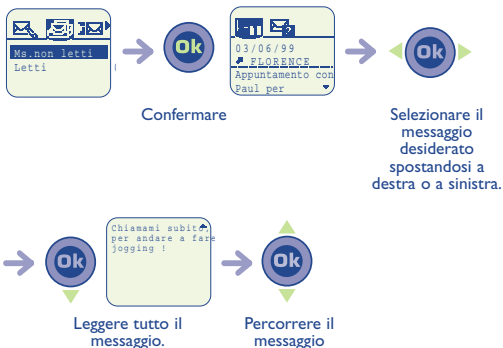 Ms.non letti
Letti
Ok
03/06/99
FLORENCE
Appuntamento con
Paul per
Ok
Confermare
Selezionare il
messaggio
desiderato
spostandosi a
destra o a sinistra.
Ok
Chiamami subito,
per andare a fare
jogging !
Ok
Leggere tutto il
messaggio.
Percorrere il
messaggio